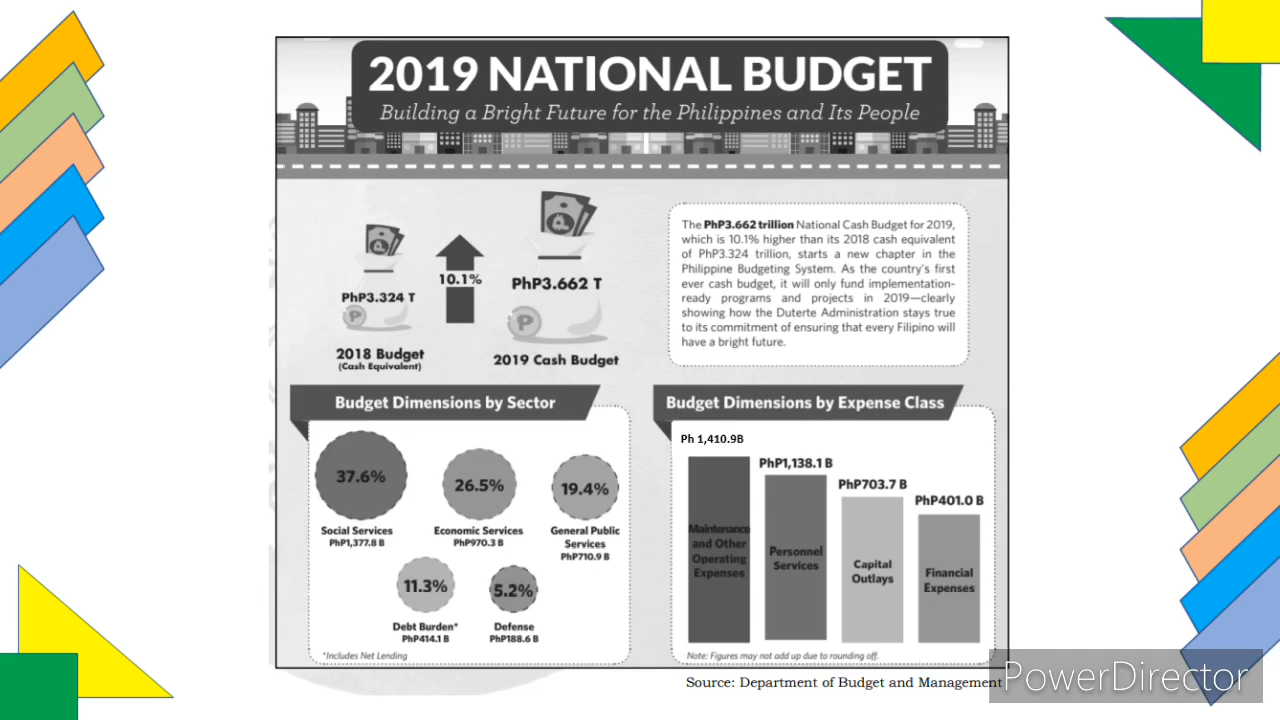 2019 NATIONAL BUDGET
Building a Bright Future for the Philippines and Its People
PhP3.324 T
2018 Budget
(Cash Equivalent)
10.1%
PhP3.662 T
2019 Cash Budget
The PhP3.662 trillion National Cash Budget for 2019,
which is 10.1% higher than its 2018 cash equivalent
of PhP3.324 trillion, starts a new chapter in the
Philippine Budgeting System. As the country's first
ever cash budget, it will only fund implementation-
ready programs and projects in 2019—clearly
showing how the Duterte Administration stays true
to its commitment of ensuring that every Filipino will
have a bright future.
Budget Dimensions by Sector
37.6%
Social Services
PhP1,377.8 B
26.5%
Economic Services
PhP970.3 B
19.4%
General Public
Services
PhP710.9 B
11.3%
Debt Burden*
PhP414.1 B
5.2%
Defense
PhP188.6 B
*Includes Net Lending
Budget Dimensions by Expense Class
Ph 1,410.9B
Maintenance
and Other
Operating
Expenses
PhP1,138.1 B
Personnel
Services
PhP703.7 B
Capital
Outlays
PhP401.0 B
Financial
Expenses
Note: Figures may not add up due to rounding off.
Source: Department of Budget and Management
PowerDirector